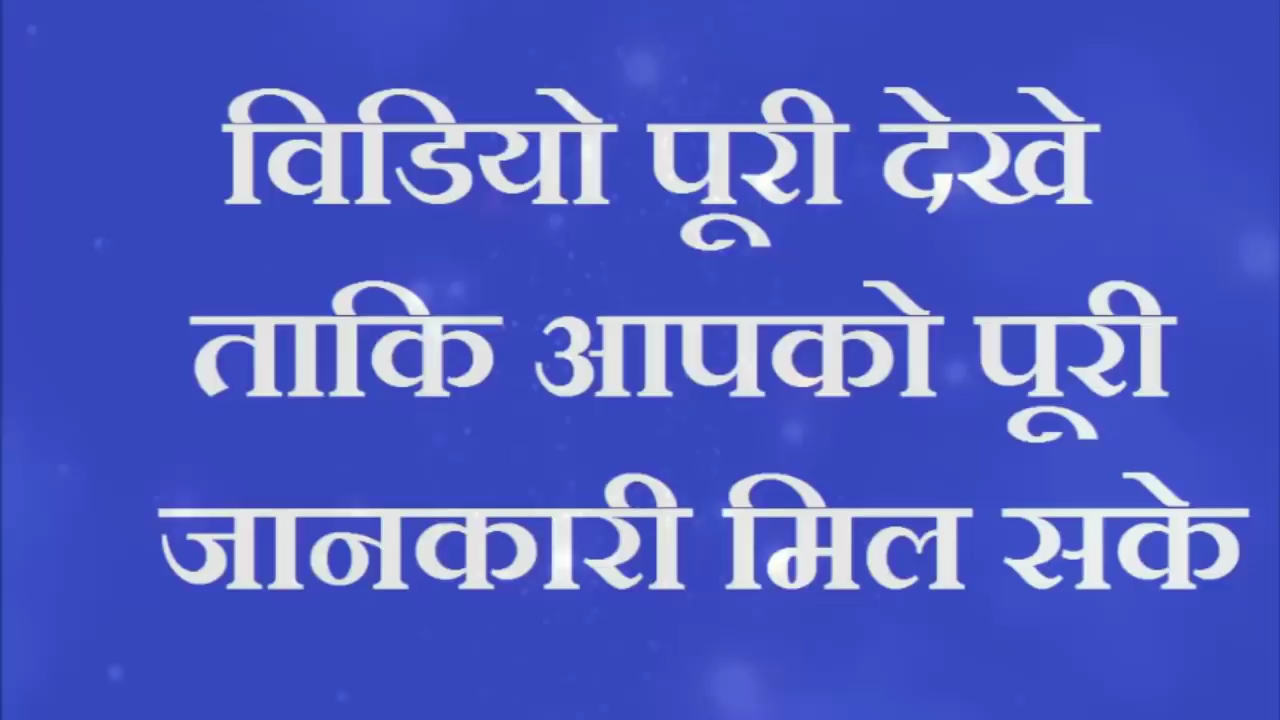 विडियो पूरी देखे
ताकि आपको पूरी
जानकारी मिल सके